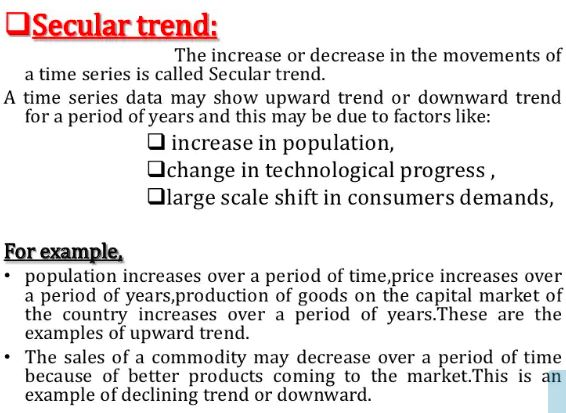 ❑Secular trend:
The increase or decrease in the movements of
a time series is called Secular trend.
A time series data may show upward trend or downward trend
for a period of years and this may be due to factors like:
❑ increase in population,
❑change in technological progress ,
❑large scale shift in consumers demands,
For example,
• population increases over a period of time,price increases over
a period of years,production of goods on the capital market of
the country increases over a period of years.These are the
examples of upward trend.
• The sales of a commodity may decrease over a period of time
because of better products coming to the market.This is an
example of declining trend or downward.